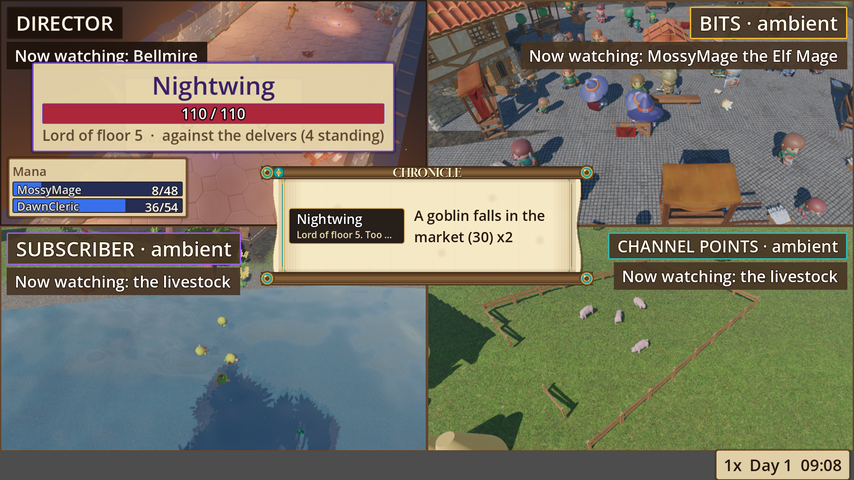 DIRECTOR
Now watching: Bellmire
Nightwing
110 / 110
Lord of floor 5 · against the delvers (4 standing)
Mana
MossyMage 8/48
DawnCleric 36/54
BITS · ambient
Now watching: MossyMage the Elf Mage
CHRONICLE
Nightwing
Lord of floor 5. Too ...
A goblin falls in the
market (30) x2
SUBSCRIBER · ambient
Now watching: the livestock
CHANNEL POINTS · ambient
Now watching: the livestock
1x Day 1 09:08